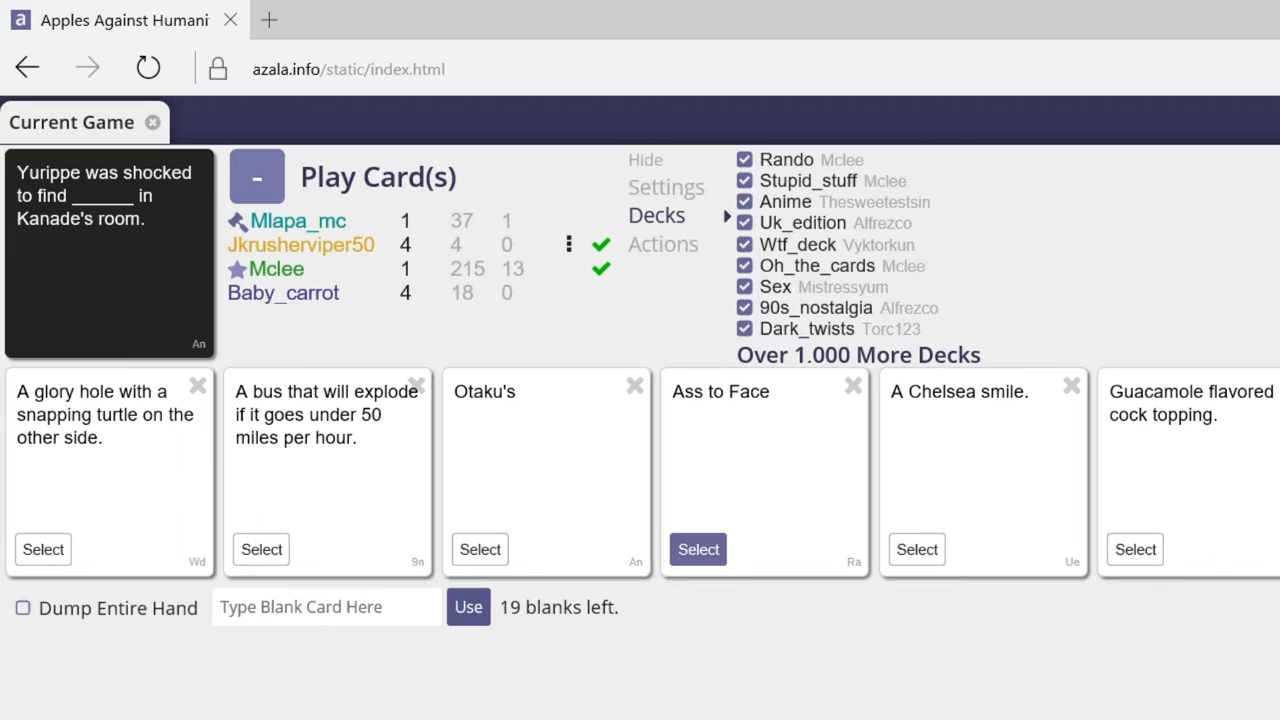 a Apples Against Humani
azala.info/static/index.html
Current Game
Yurippe was shocked
to find ______ in
Kanade's room.
An
- Play Card(s)
Mlapa_mc 1 37 1
Jkrusherviper50 4 4 0
Mclee 1 215 13
Baby_carrot 4 18 0
Hide
Settings
Decks
Actions
Rando Mclee
Stupid_stuff Mclee
Anime Thesweetestsin
Uk_edition Alfrezco
Wtf_deck Vyktorkun
Oh_the_cards Mclee
Sex Mistressyum
90s_nostalgia Alfrezco
Dark_twists Torc123
Over 1,000 More Decks
A glory hole with a
snapping turtle on the
other side.
Select
Wd
A bus that will explode
if it goes under 50
miles per hour.
Select
9n
Otaku's
Select
An
Ass to Face
Select
Ra
A Chelsea smile.
Select
Ue
Guacamole flavored
cock topping.
Select
Dump Entire Hand Type Blank Card Here Use 19 blanks left.